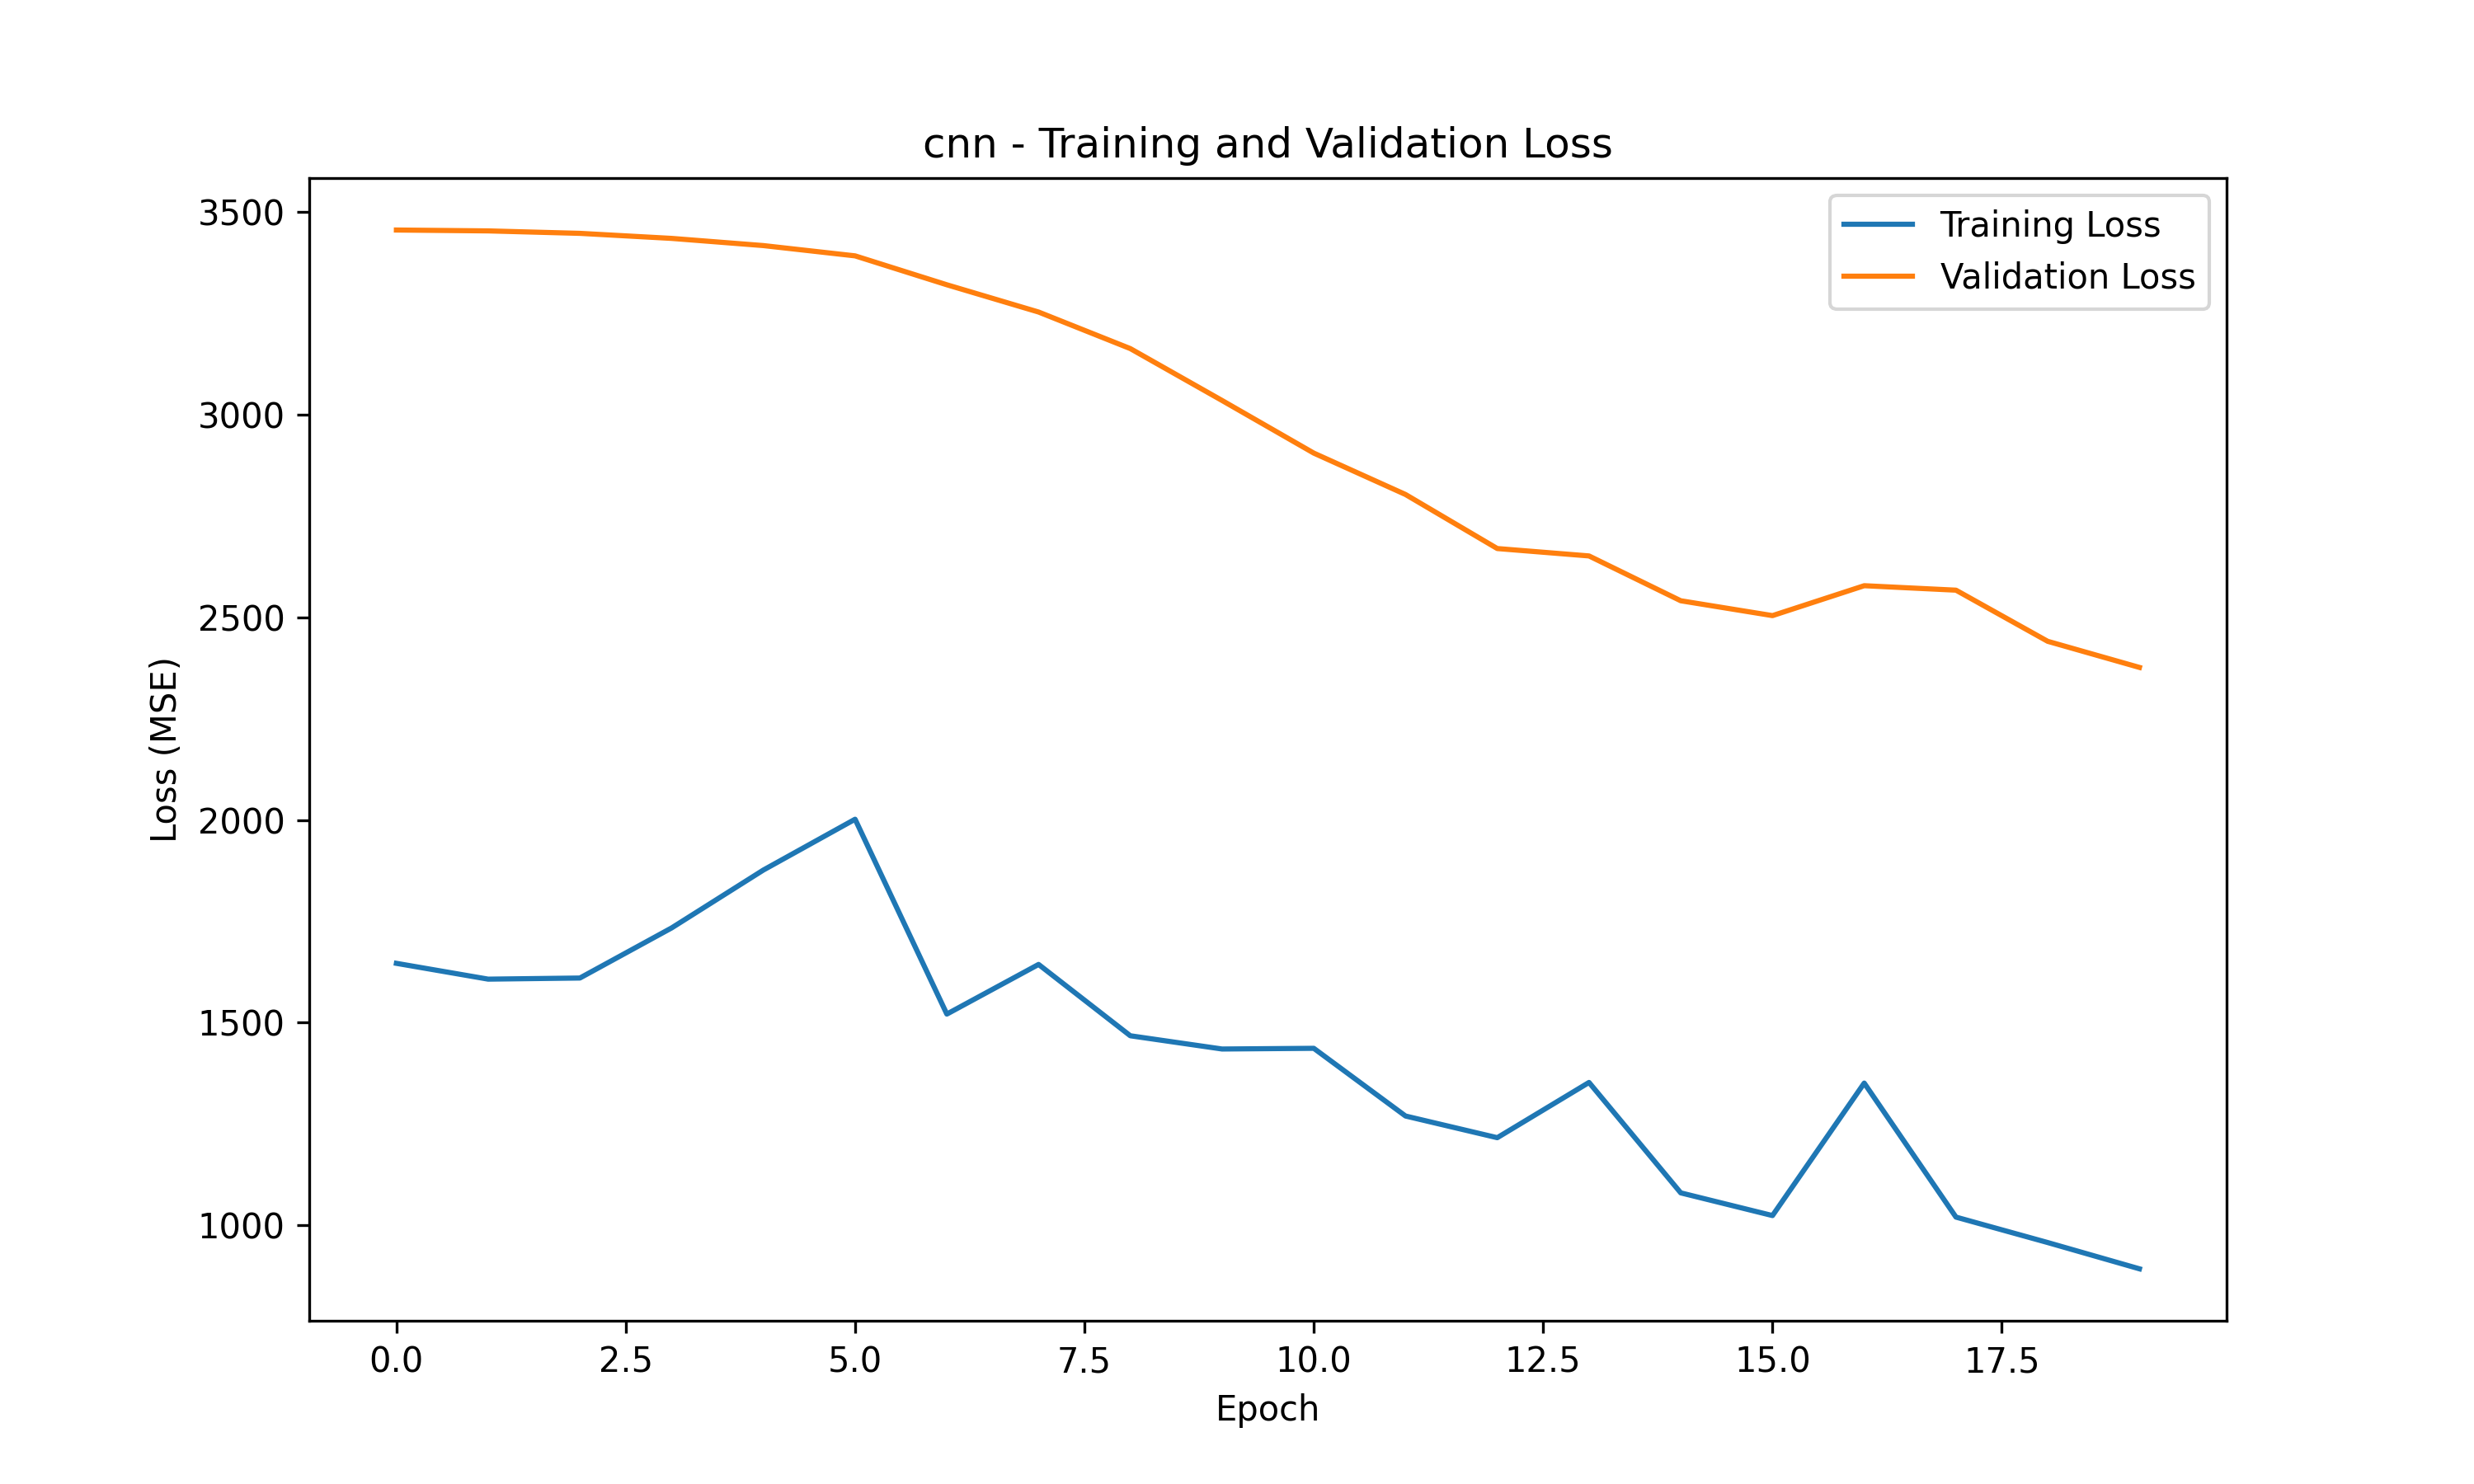 cnn - Training and Validation Loss
Training Loss
Validation Loss
3500
3000
2500
2000
1500
1000
Loss (MSE)
0.0 2.5 5.0 7.5 10.0 12.5 15.0 17.5
Epoch